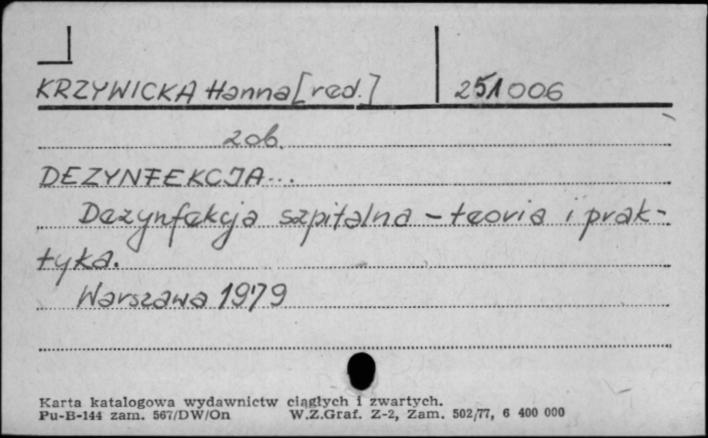 KRZYWICKA Hanna [red.] 251006
zob.
DEZYNFEKCJA...
Dezynfekcja szpitalna - teoria i prak-
tyka.
Warszawa 1979
Karta katalogowa wydawnictw ciągłych i zwartych.
Pu-B-144 zam. 567/DW/On W.Z.Graf. Z-2, Zam. 502/77, 6 400 000